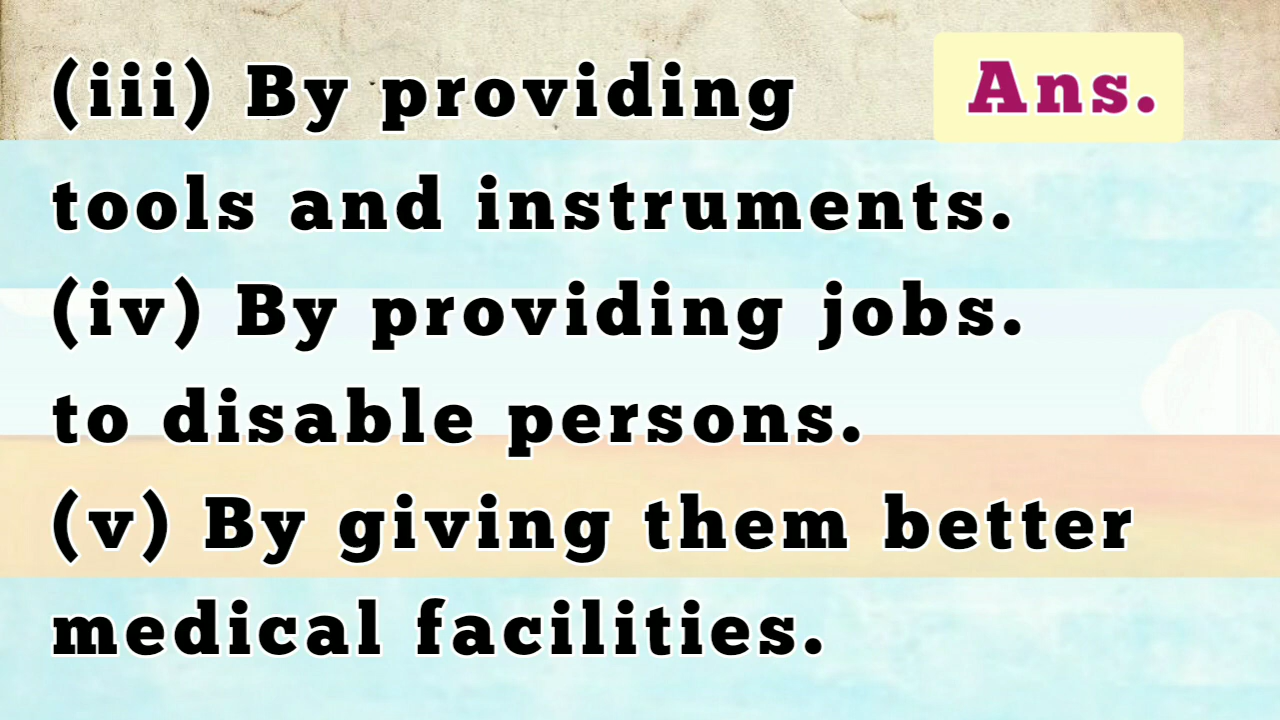 (iii) By providing
Ans.
tools and instruments.
(iv) By providing jobs.
to disable persons.
(v) By giving them better
medical facilities.